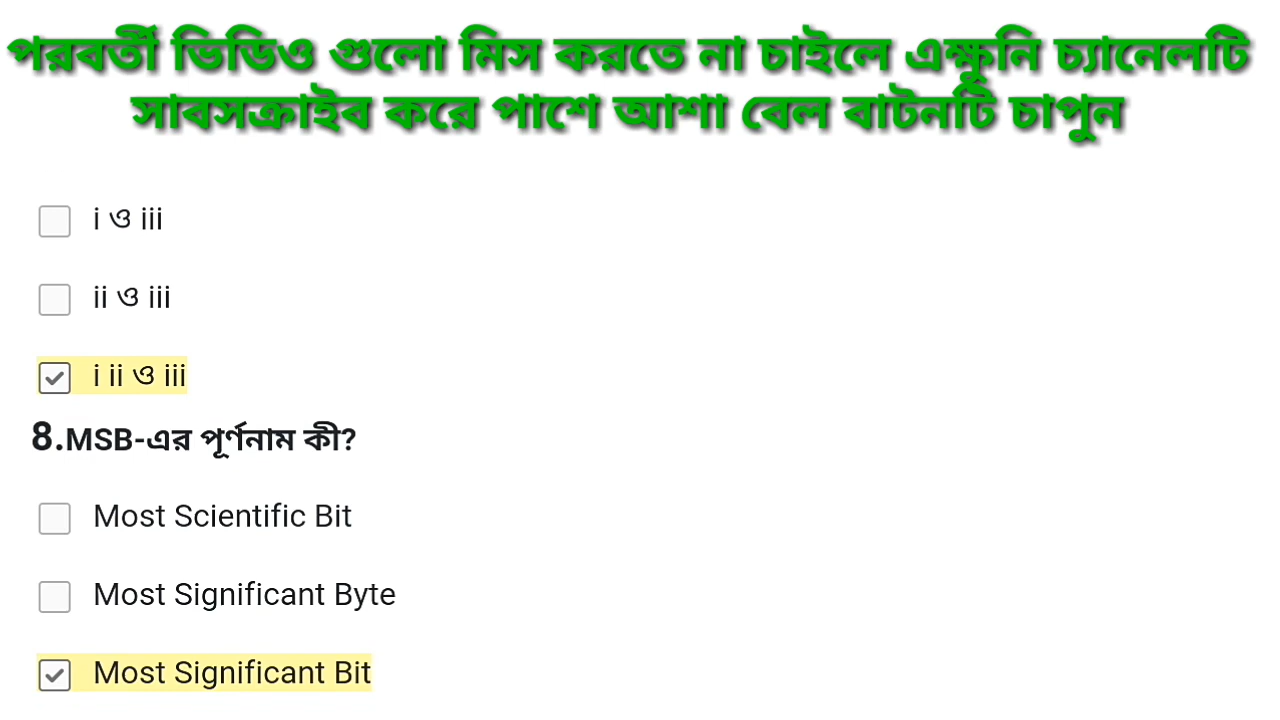 পরবর্তী ভিডিও গুলো মিস করতে না চাইলে এক্ষুনি চ্যানেলটি
সাবসক্রাইব করে পাশে আশা বেল বাটনটি চাপুন
i ও iii
ii ও iii
i ii ও iii
8.MSB-এর পূর্ণনাম কী?
Most Scientific Bit
Most Significant Byte
Most Significant Bit